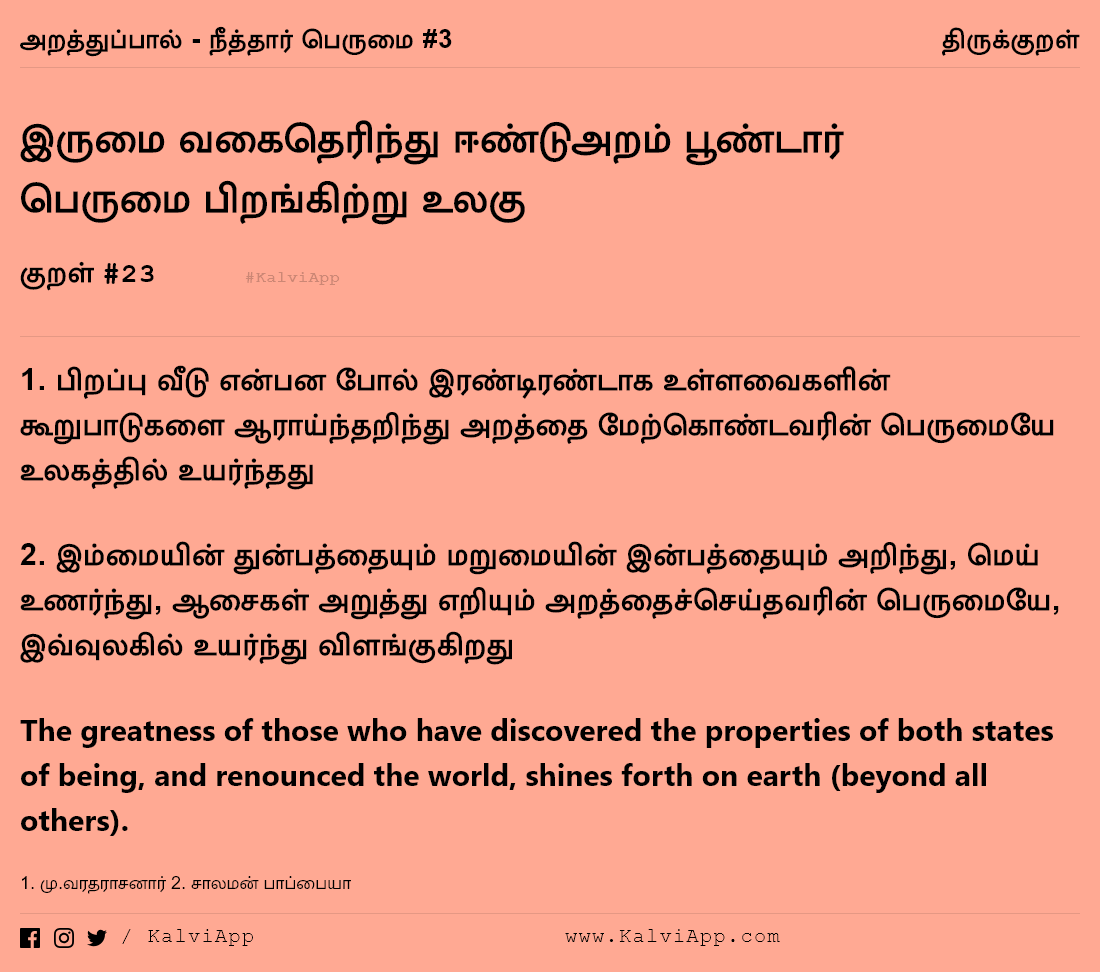 அறத்துப்பால் - நீத்தார் பெருமை #3
திருக்குறள்
இருமை வகைதெரிந்து ஈண்டுஅறம் பூண்டார்
பெருமை பிறங்கிற்று உலகு
குறள் #23
#KalviApp
1. பிறப்பு வீடு என்பன போல் இரண்டிரண்டாக உள்ளவைகளின்
கூறுபாடுகளை ஆராய்ந்தறிந்து அறத்தை மேற்கொண்டவரின் பெருமையே
உலகத்தில் உயர்ந்தது
2. இம்மையின் துன்பத்தையும் மறுமையின் இன்பத்தையும் அறிந்து, மெய்
உணர்ந்து, ஆசைகள் அறுத்து எறியும் அறத்தைச்செய்தவரின் பெருமையே,
இவ்வுலகில் உயர்ந்து விளங்குகிறது
The greatness of those who have discovered the properties of both states
of being, and renounced the world, shines forth on earth (beyond all
others).
1. மு.வரதராசனார் 2. சாலமன் பாப்பையா
/ KalviApp
www.KalviApp.com